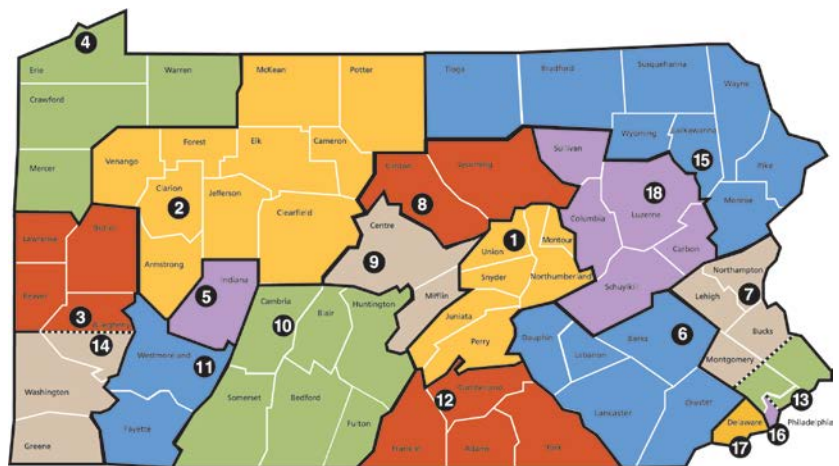 4
Erie
Warren
McKean
Potter
Tioga
Bradford
Susquehanna
Wayne
Crawford
Forest
Elk
Cameron
Wyoming
Lackawanna
Venango
Sullivan
15
Mercer
Clinton
Lycoming
Pike
Clarion
Jefferson
18
2
8
Luzerne
Monroe
Lawrence
Butler
Clearfield
Centre
Columbia
1
Union
Montour
Carbon
9
Armstrong
Indiana
Snyder
Northumberland
Northampton
Beaver
5
Mifflin
Schuylkill
Lehigh
7
3
Allegheny
Cambria
Blair
Huntington
10
Juniata
Bucks
14
Westmoreland
11
Perry
Dauphin
Berks
6
Lebanon
Montgomery
Washington
Cumberland
12
Somerset
Bedford
Fulton
Lancaster
Chester
13
Fayette
Delaware
Philadelphia
Greene
Franklin
Adams
York
17
16